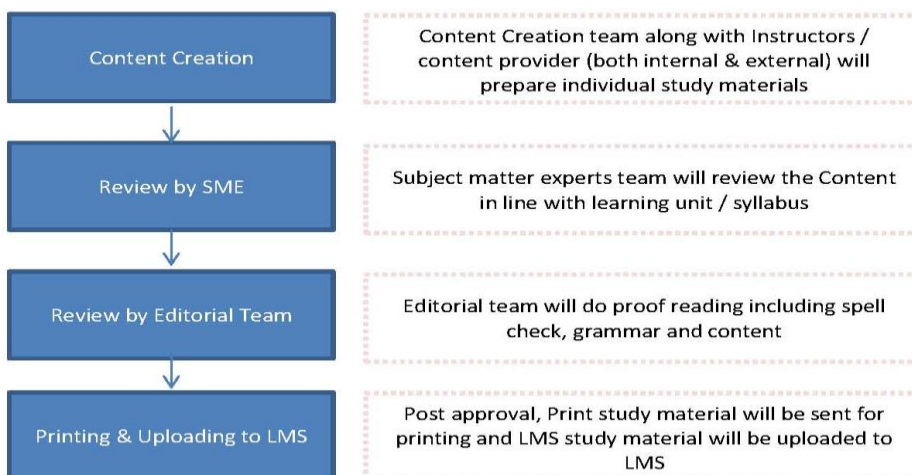 Content Creation
Content Creation team along with Instructors /
content provider (both internal & external) will
prepare individual study materials
Review by SME
Subject matter experts team will review the Content
in line with learning unit / syllabus
Review by Editorial Team
Editorial team will do proof reading including spell
check, grammar and content
Printing & Uploading to LMS
Post approval, Print study material will be sent for
printing and LMS study material will be uploaded to
LMS